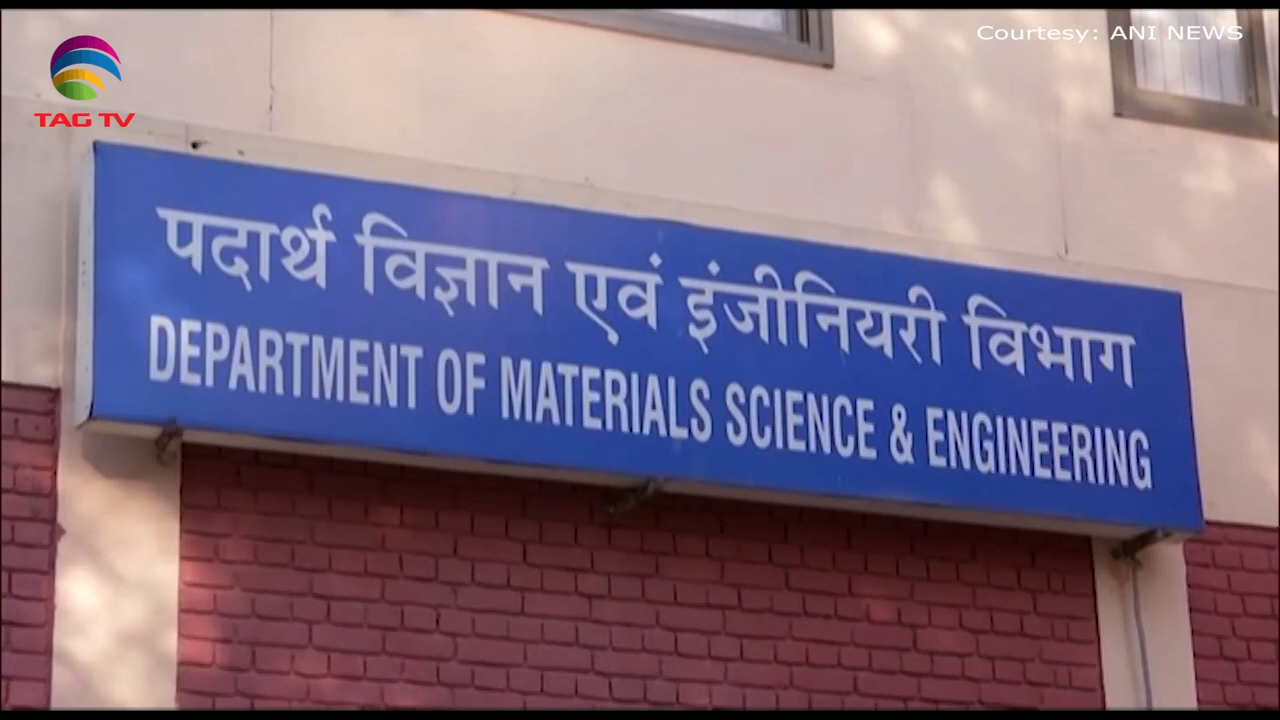 Courtesy: ANI NEWS
TAG TV
पदार्थ विज्ञान एवं इंजीनियरी विभाग
DEPARTMENT OF MATERIALS SCIENCE & ENGINEERING